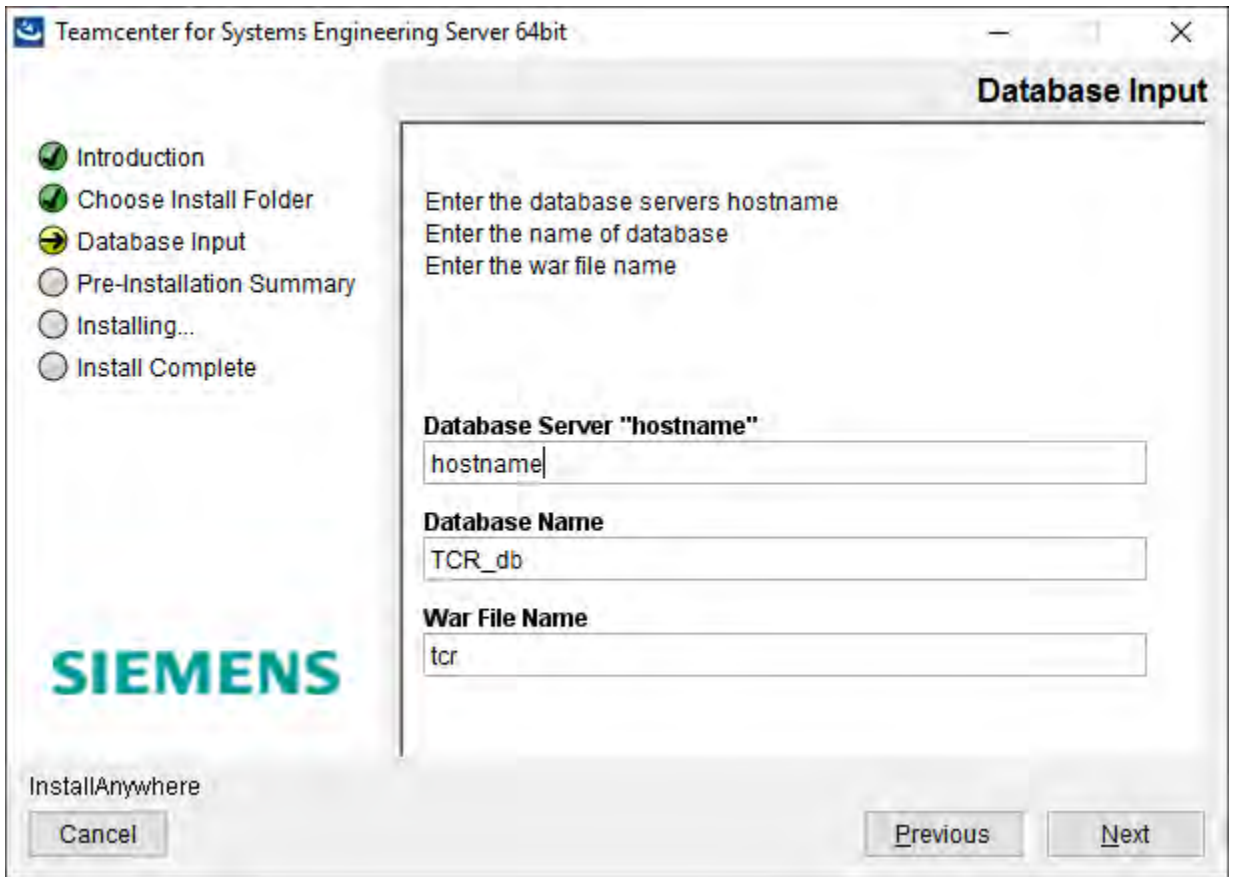 Teamcenter for Systems Engineering Server 64bit
Database Input
Introduction
Choose Install Folder
Database Input
Pre-Installation Summary
Installing...
Install Complete
Enter the database servers hostname
Enter the name of database
Enter the war file name
Database Server "hostname"
hostname
Database Name
TCR_db
War File Name
tcr
SIEMENS
InstallAnywhere
Cancel
Previous
Next